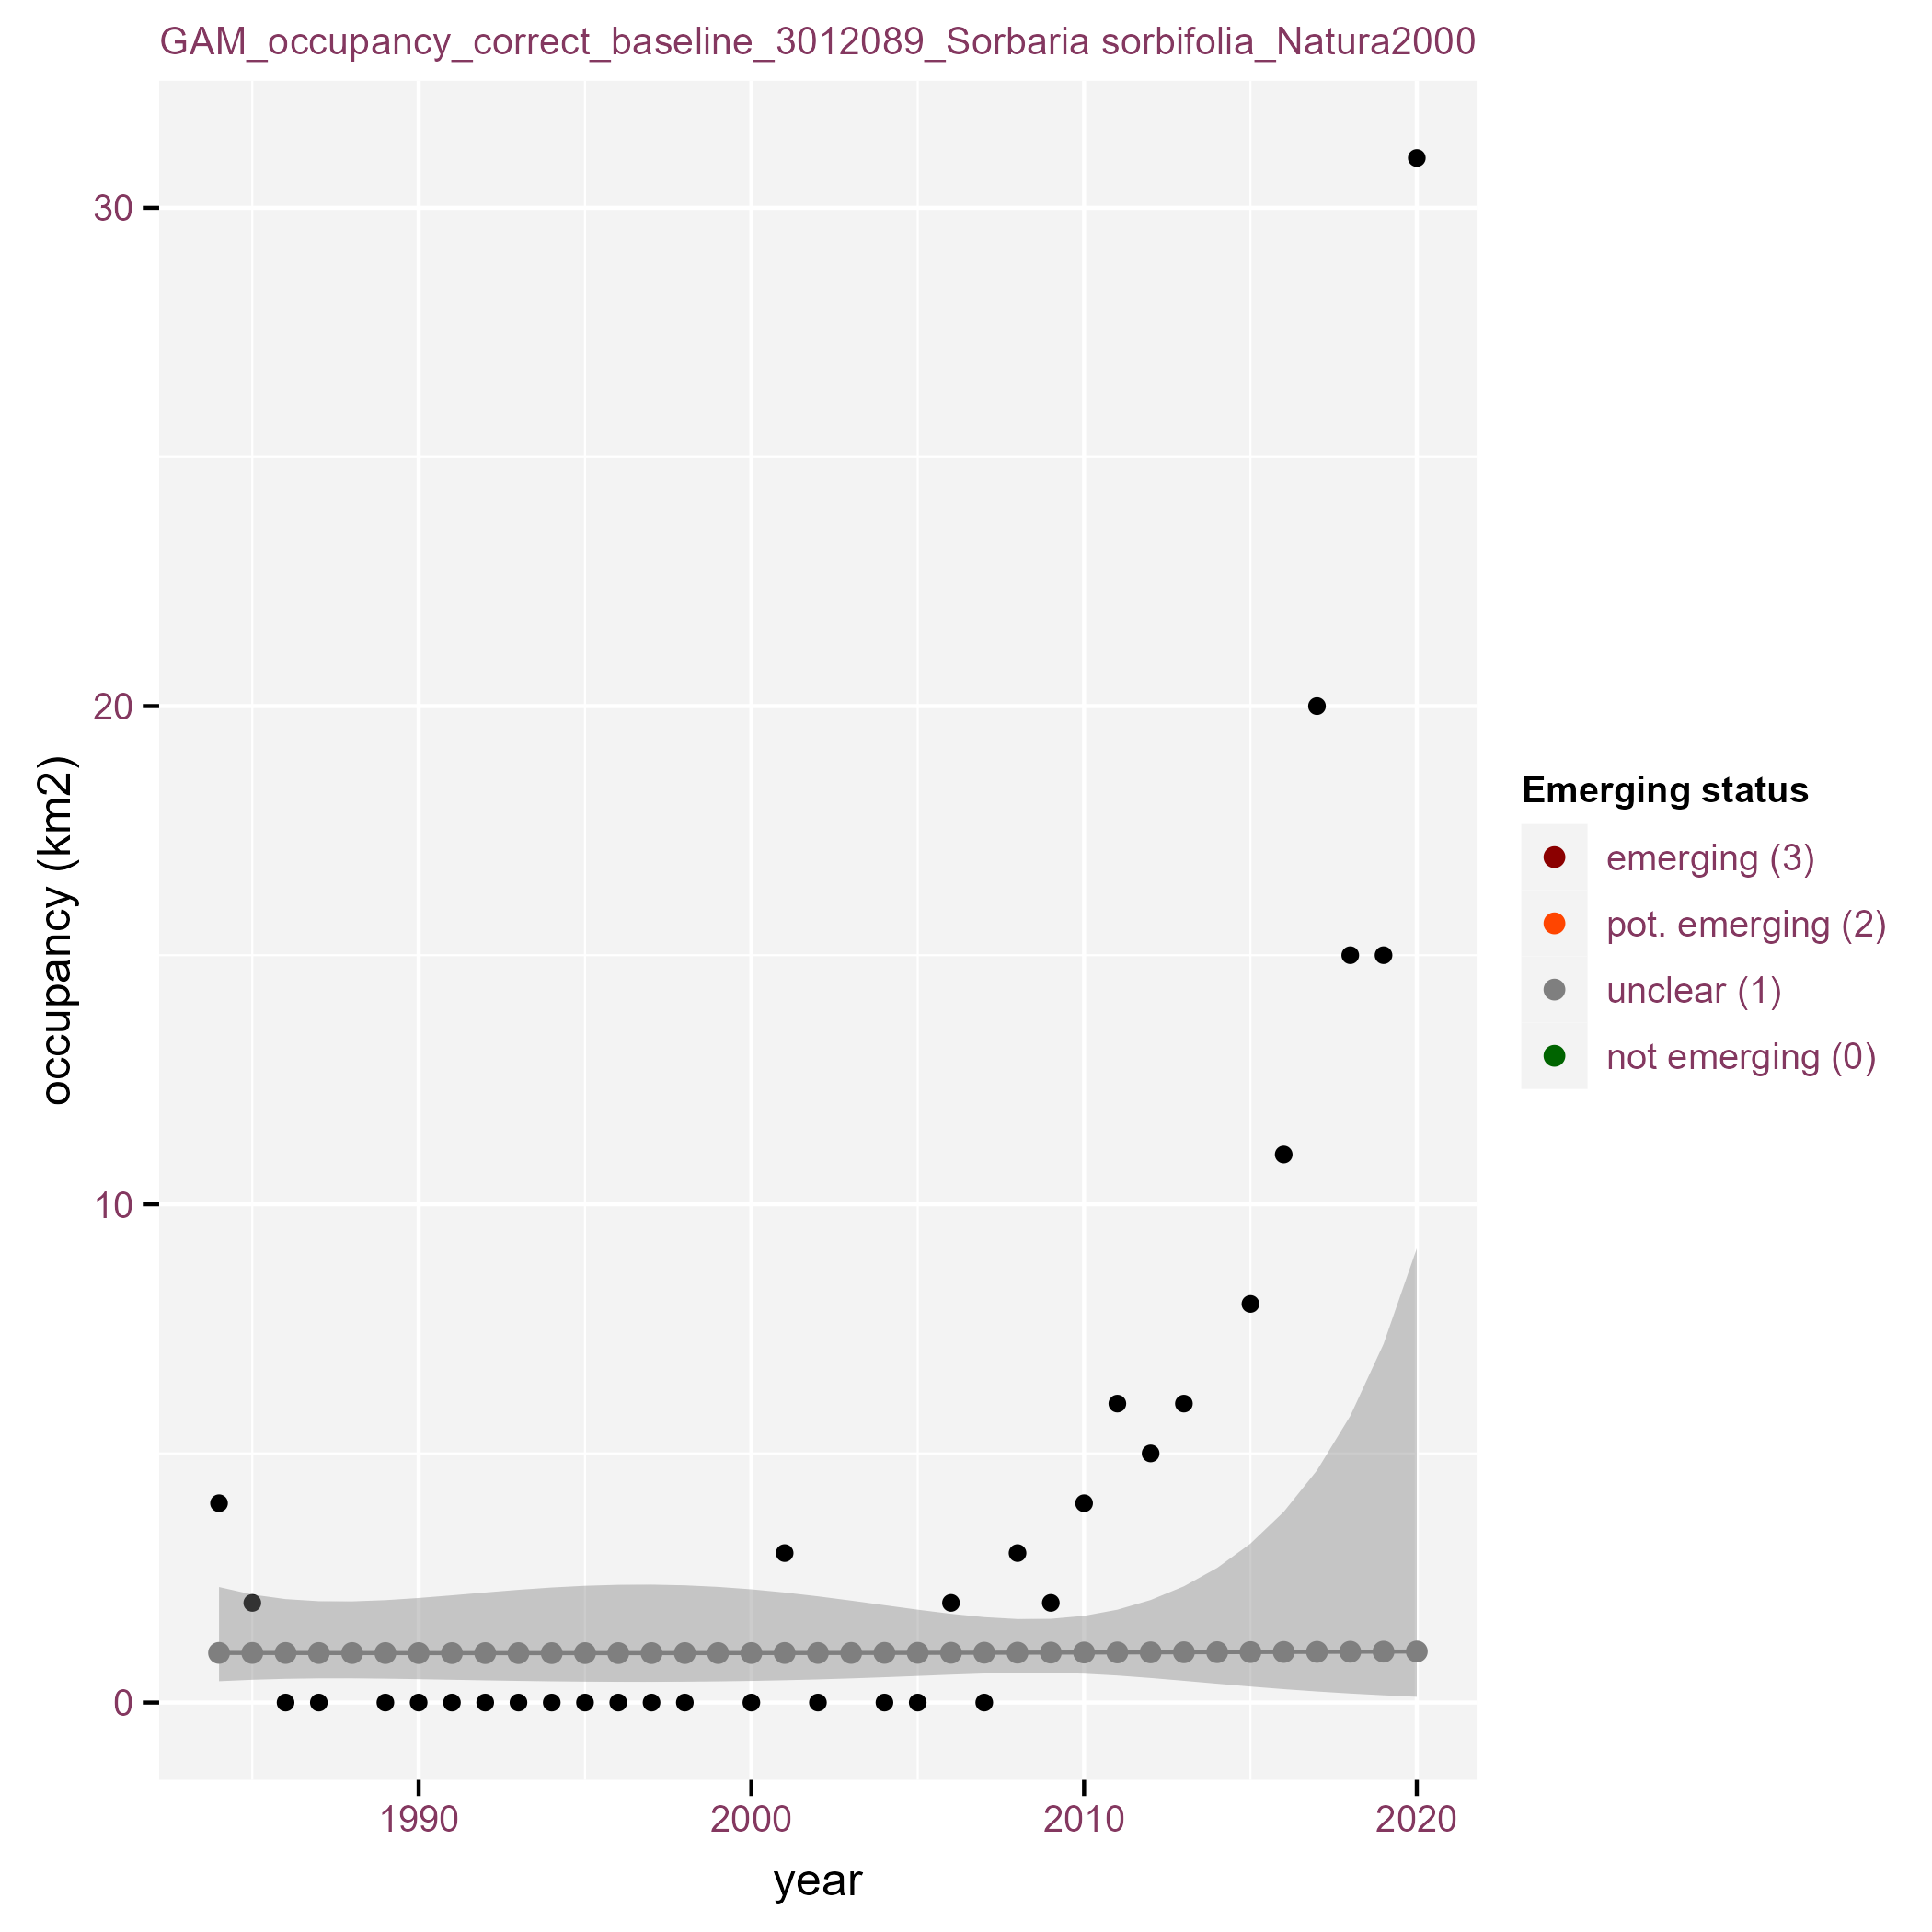 GAM_occupancy_correct_baseline_3012089_Sorbaria sorbifolia_Natura2000
30
20
10
0
occupancy (km2)
1990
2000
2010
2020
year
Emerging status
emerging (3)
pot. emerging (2)
unclear (1)
not emerging (0)